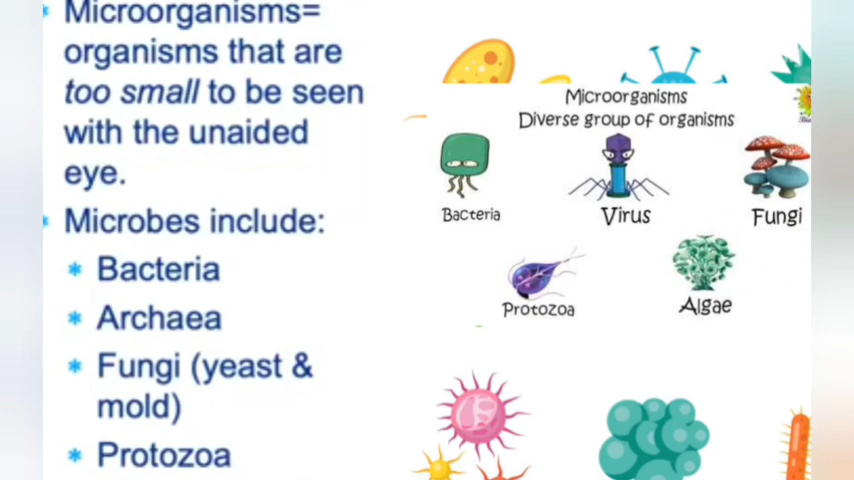 Microorganisms=
organisms that are
too small to be seen
with the unaided
eye.
Microbes include:
Bacteria
Archaea
Fungi (yeast &
mold)
Protozoa
Microorganisms
Diverse group of organisms
Bacteria
Virus
Fungi
Protozoa
Algae